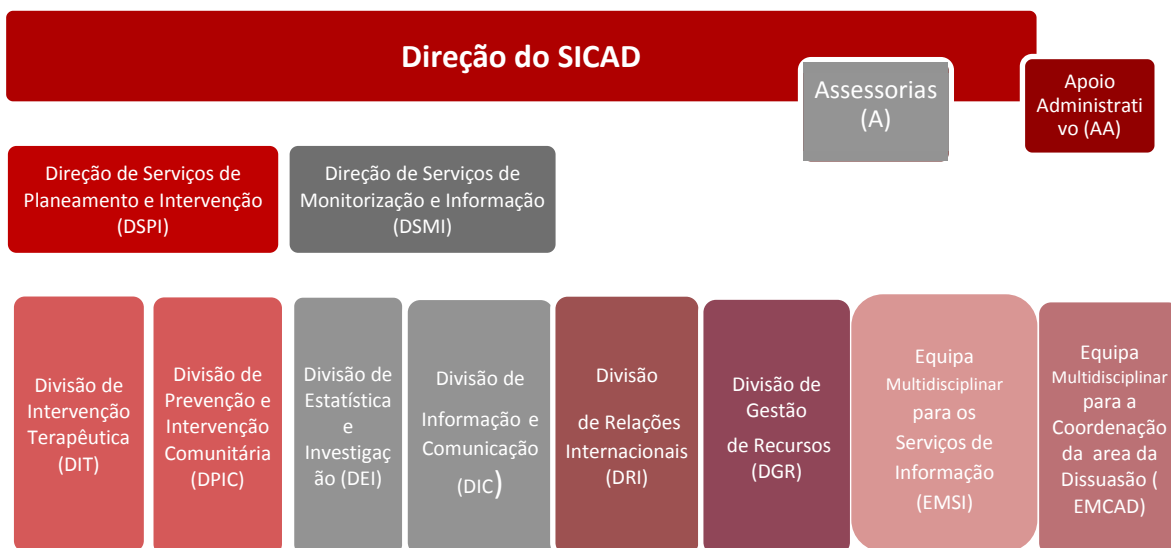 Direção do SICAD
Assessorias
(A)
Apoio
Administrati
vo (AA)
Direção de Serviços de
Planeamento e Intervenção
(DSPI)
Direção de Serviços de
Monitorização e Informação
(DSMI)
Divisão de
Intervenção
Terapêutica
(DIT)
Divisão de
Prevenção e
Intervenção
Comunitária
(DPIC)
Divisão de
Estatística
e
Investigaç
ão (DEI)
Divisão de
Informação e
Comunicação
(DIC)
Divisão
de Relações
Internacionais
(DRI)
Divisão de
Gestão
de Recursos
(DGR)
Equipa
Multidisciplinar
para os
Serviços de
Informação
(EMSI)
Equipa
Multidisciplinar
para a
Coordenação
da area da
Dissuasão (
EMCAD)